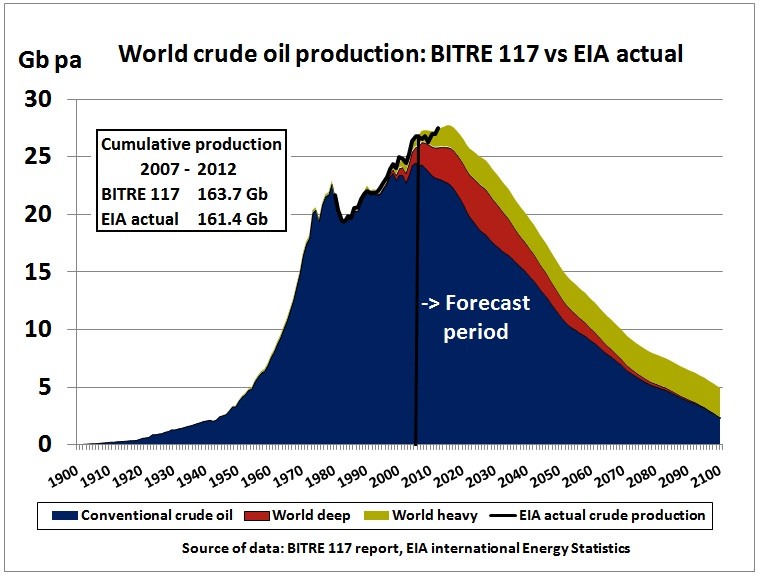 World crude oil production: BITRE 117 vs EIA actual
Gb pa
30
25
20
15
10
5
0
Cumulative production
2007 - 2012
BITRE 117 163.7 Gb
EIA actual 161.4 Gb
-> Forecast
period
1900 1910 1920 1930 1940 1950 1960 1970 1980 1990 2000 2010 2020 2030 2040 2050 2060 2070 2080 2090 2100
Conventional crude oil World deep World heavy EIA actual crude production
Source of data: BITRE 117 report, EIA international Energy Statistics